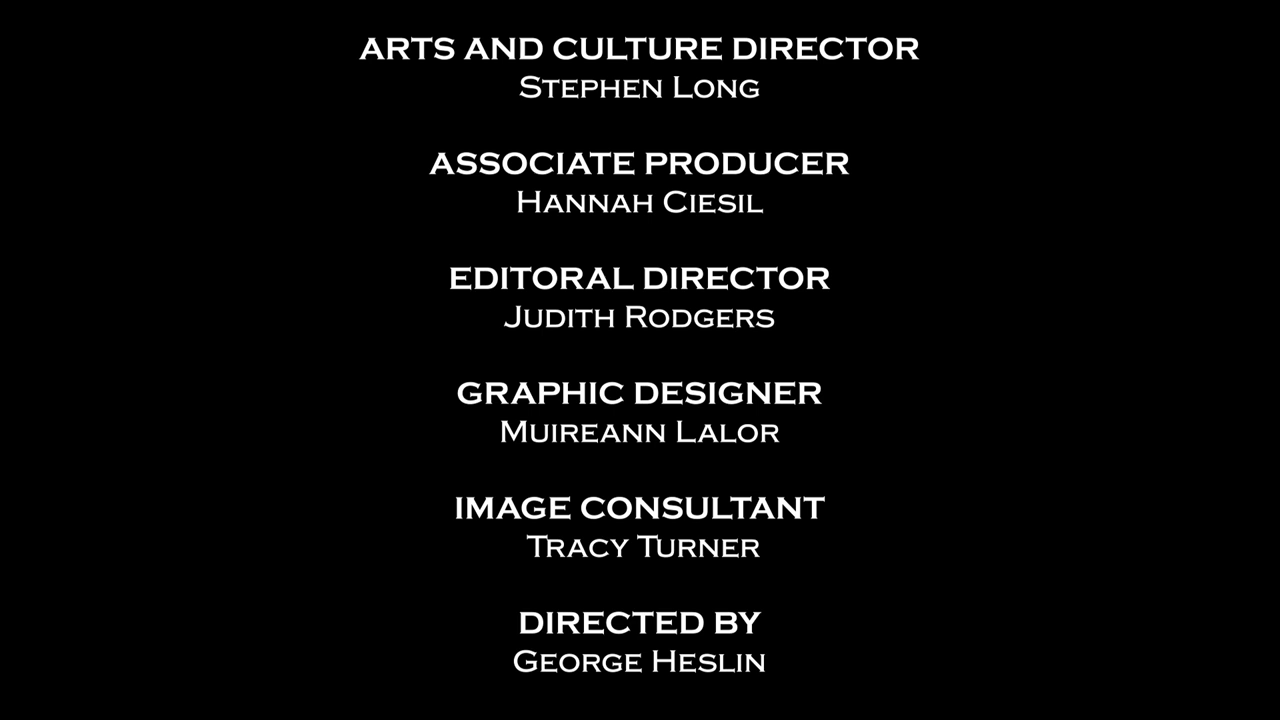 ARTS AND CULTURE DIRECTOR
Stephen Long
ASSOCIATE PRODUCER
Hannah Ciesil
EDITORAL DIRECTOR
Judith Rodgers
GRAPHIC DESIGNER
Muireann Lalor
IMAGE CONSULTANT
Tracy Turner
DIRECTED BY
George Heslin